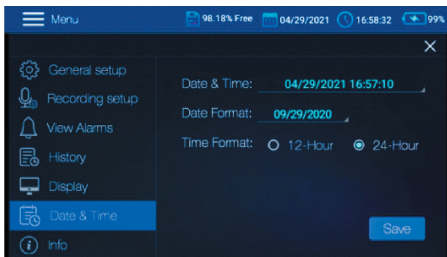 Menu 98.18% Free 04/29/2021 16:58:32 99%
General setup
Recording setup
View Alarms
History
Display
Date & Time
Info
Date & Time: 04/29/2021 16:57:10
Date Format: 09/29/2020
Time Format: 12-Hour 24-Hour
Save